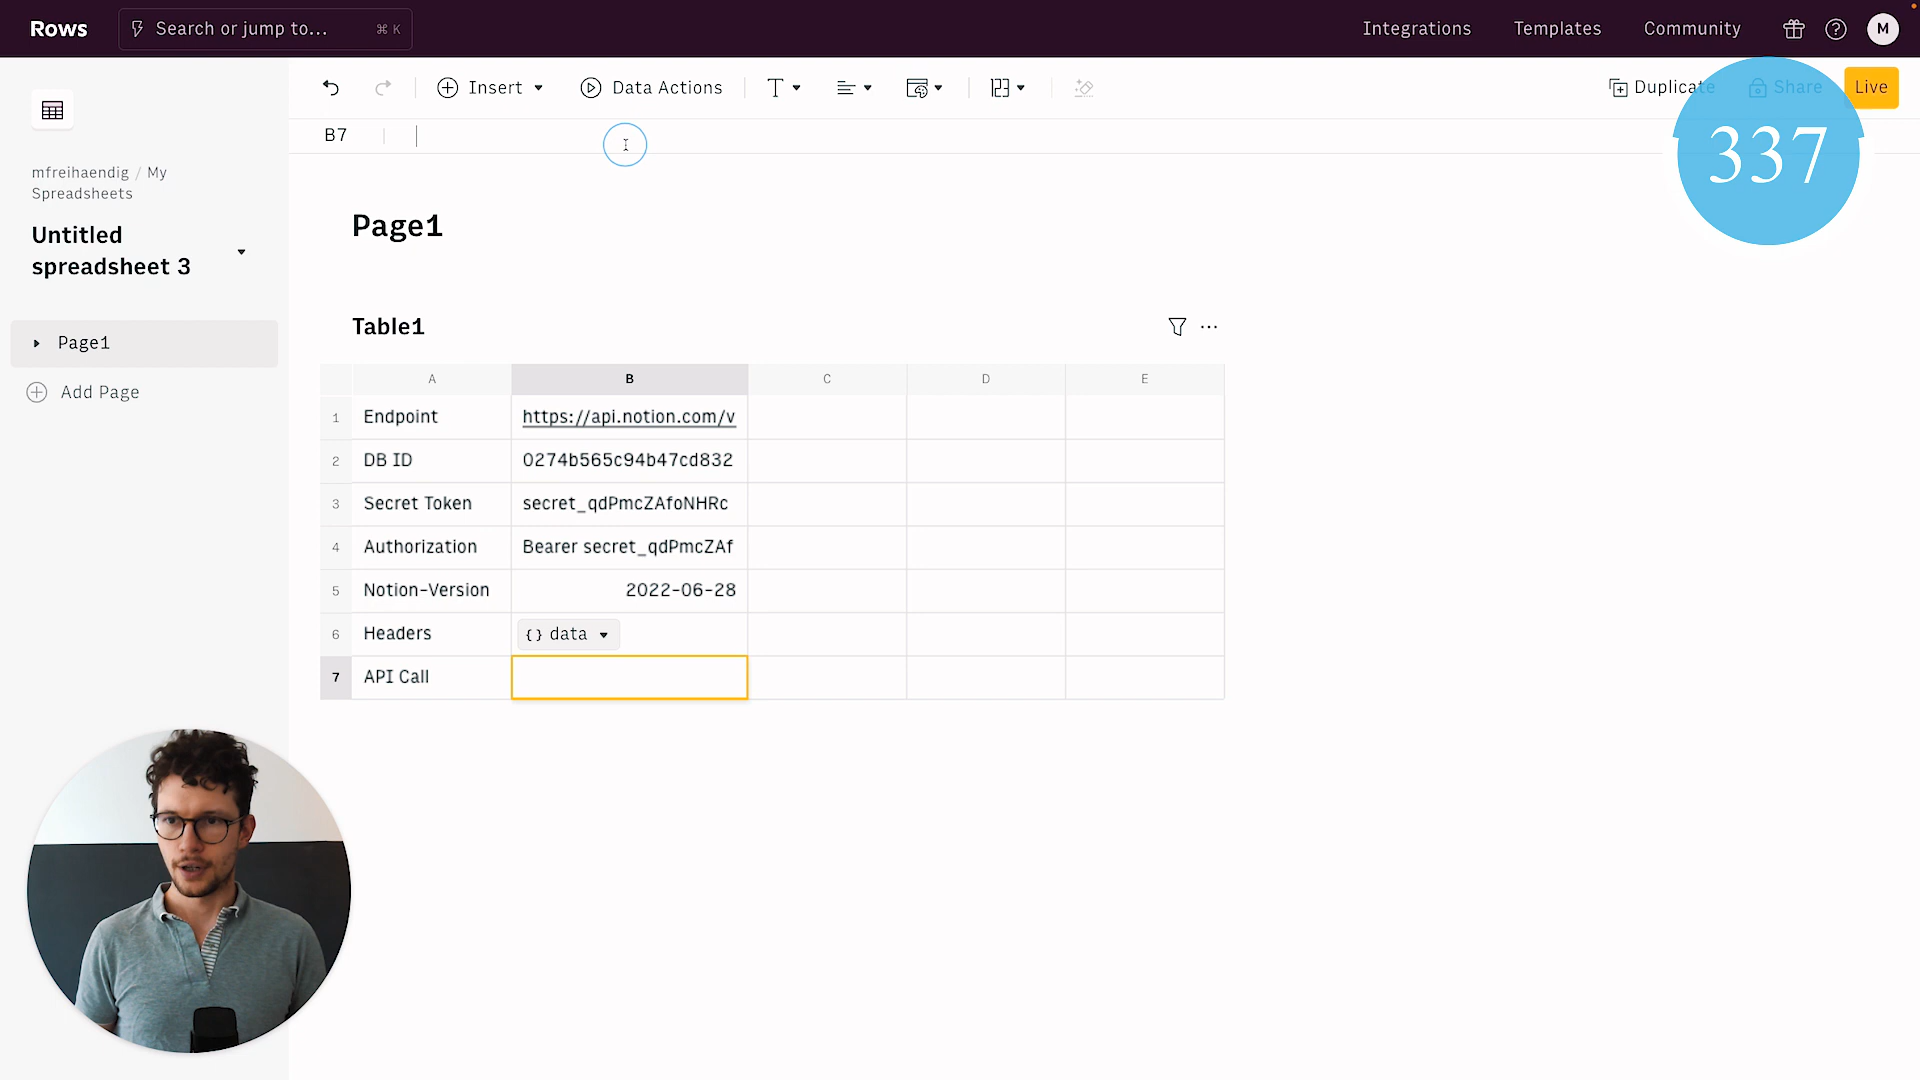 Rows
Search or jump to... ⌘ K
Integrations
Templates
Community
M
Insert
Data Actions
Duplicate
Share
Live
337
B7
mfreihaendig / My
Spreadsheets
Untitled
spreadsheet 3
Page1
Add Page
Page1
Table1
A B C D E
1 Endpoint https://api.notion.com/v
2 DB ID 0274b565c94b47cd832
3 Secret Token secret_qdPmcZAfoNHRc
4 Authorization Bearer secret_qdPmcZAf
5 Notion-Version 2022-06-28
6 Headers {} data
7 API Call